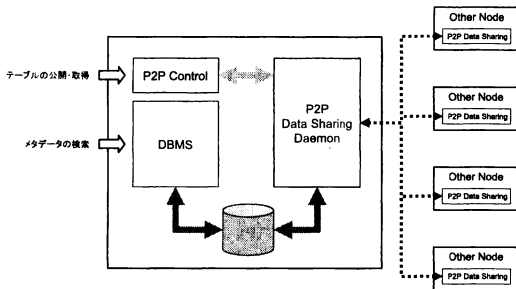 テーブルの公開・取得
メタデータの検索
P2P Control
DBMS
P2P
Data Sharing
Daemon
Other Node
P2P Data Sharing
Other Node
P2P Data Sharing
Other Node
P2P Data Sharing
Other Node
P2P Data Sharing